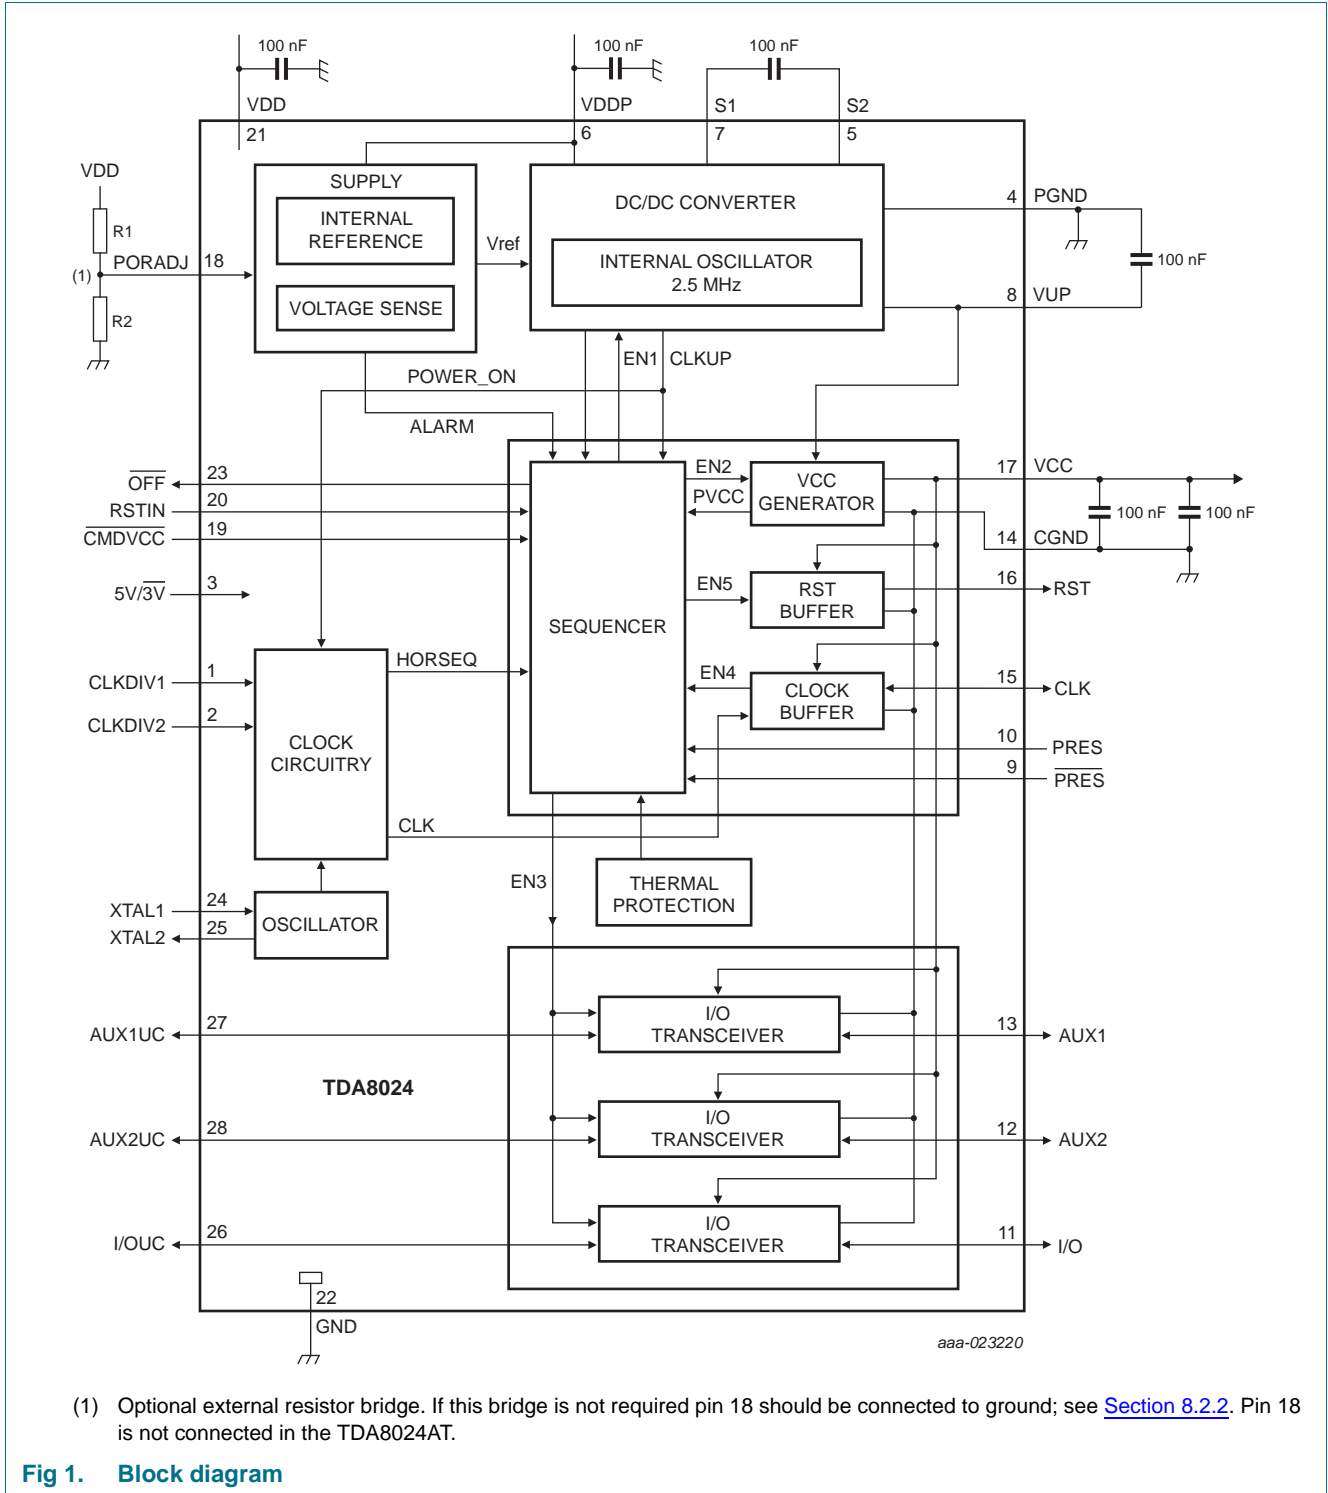 100 nF
100 nF
100 nF
VDD
VDDP
S1
S2
21
6
7
5
VDD
SUPPLY
INTERNAL
REFERENCE
VOLTAGE SENSE
Vref
DC/DC CONVERTER
INTERNAL OSCILLATOR
2.5 MHz
4
PGND
100 nF
8
VUP
R1
(1)
PORADJ
18
R2
EN1
CLKUP
POWER_ON
ALARM
OFF
23
RSTIN
20
CMDVCC
19
5V/3V
3
EN2
PVCC
VCC
GENERATOR
17
VCC
100 nF
100 nF
14
CGND
EN5
RST
BUFFER
16
RST
SEQUENCER
HORSEQ
EN4
CLOCK
BUFFER
15
CLK
CLKDIV1
1
CLKDIV2
2
CLOCK
CIRCUITRY
10
PRES
9
PRES
CLK
EN3
THERMAL
PROTECTION
XTAL1
24
XTAL2
25
OSCILLATOR
AUX1UC
27
I/O
TRANSCEIVER
13
AUX1
TDA8024
AUX2UC
28
I/O
TRANSCEIVER
12
AUX2
I/OUC
26
I/O
TRANSCEIVER
11
I/O
22
GND
aaa-023220
(1) Optional external resistor bridge. If this bridge is not required pin 18 should be connected to ground; see Section 8.2.2. Pin 18
is not connected in the TDA8024AT.
Fig 1. Block diagram